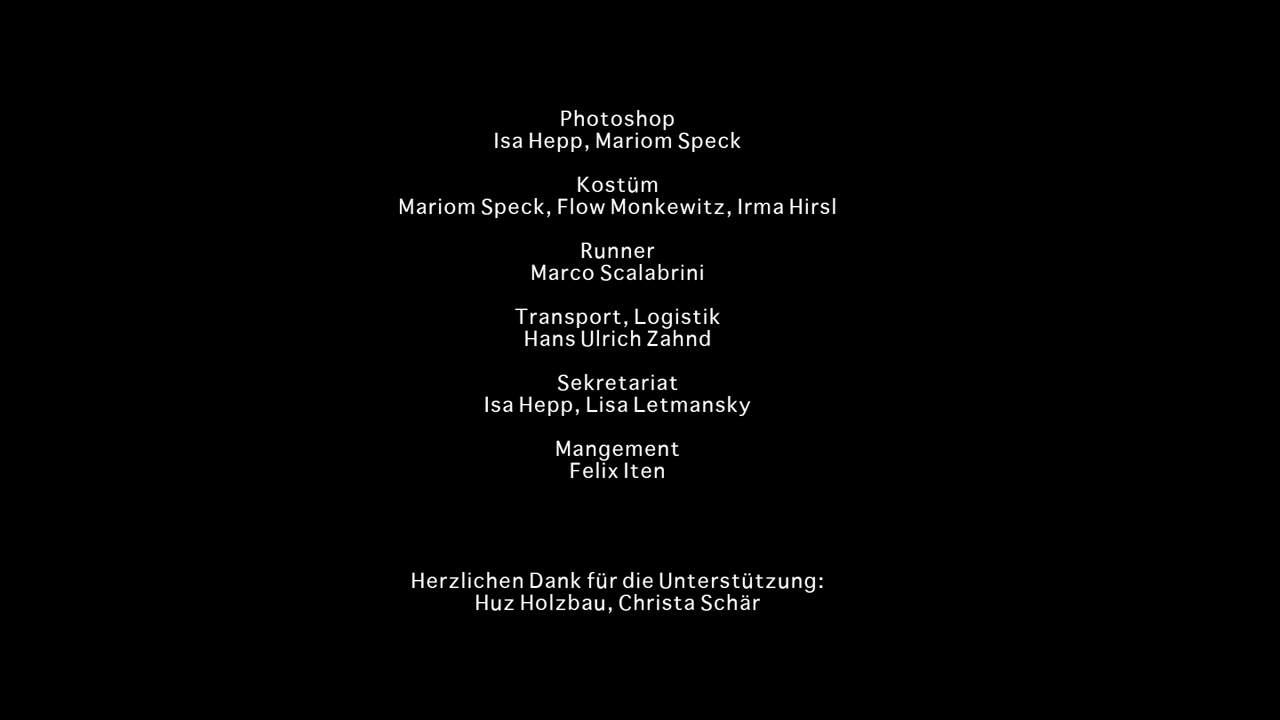 Photoshop
Isa Hepp, Mariom Speck
Kostüm
Mariom Speck, Flow Monkewitz, Irma Hirsl
Runner
Marco Scalabrini
Transport, Logistik
Hans Ulrich Zahnd
Sekretariat
Isa Hepp, Lisa Letmansky
Mangement
Felix Iten
Herzlichen Dank für die Unterstützung:
Huz Holzbau, Christa Schär